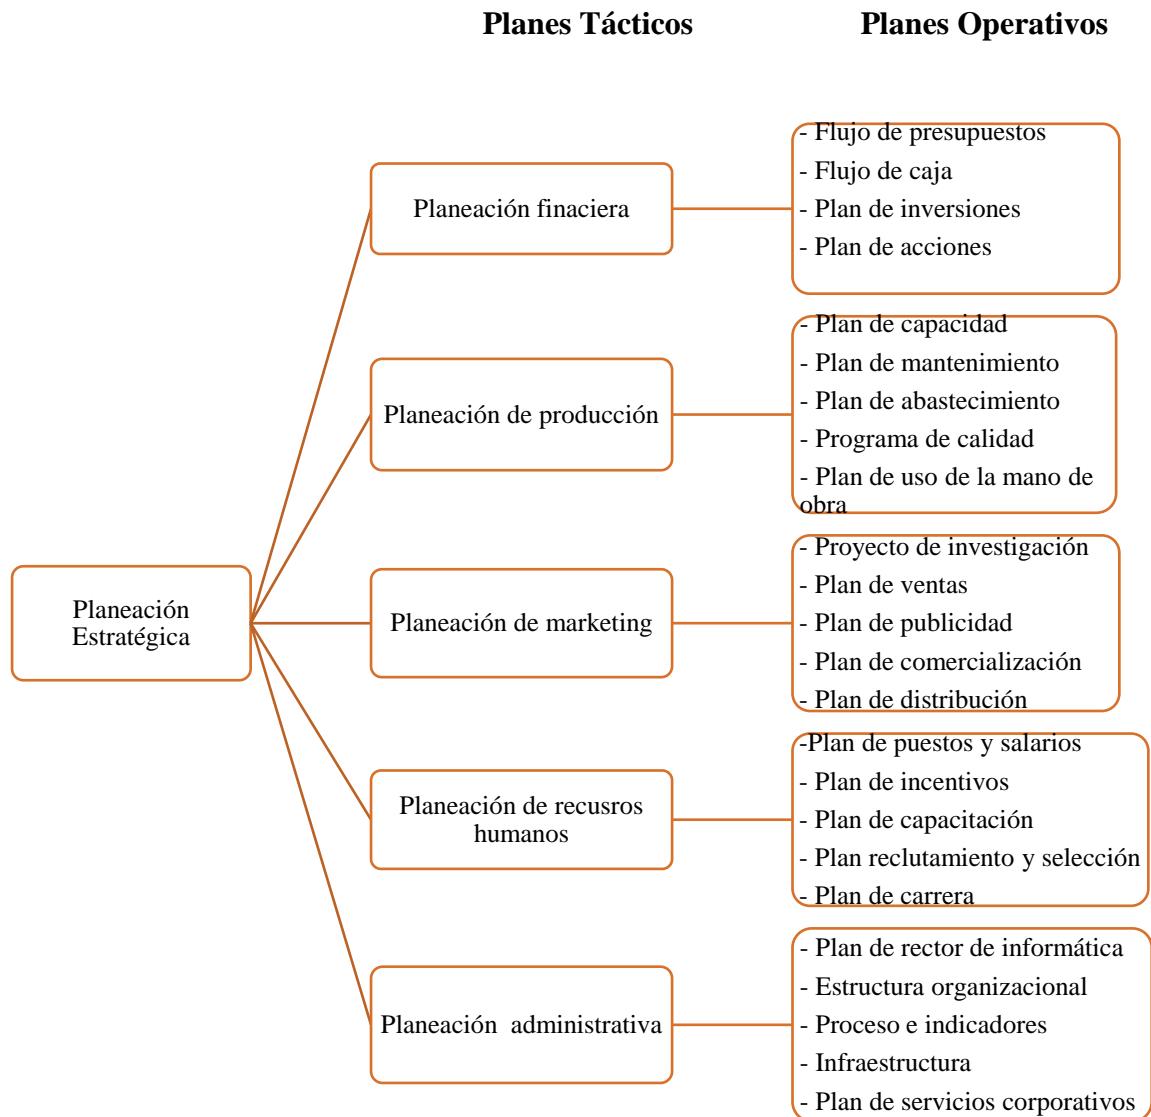 Planes Tácticos
Planes Operativos
Planeación
Estratégica
Planeación finaciera
- Flujo de presupuestos
- Flujo de caja
- Plan de inversiones
- Plan de acciones
Planeación de producción
- Plan de capacidad
- Plan de mantenimiento
- Plan de abastecimiento
- Programa de calidad
- Plan de uso de la mano de
obra
Planeación de marketing
- Proyecto de investigación
- Plan de ventas
- Plan de publicidad
- Plan de comercialización
- Plan de distribución
Planeación de recusros
humanos
-Plan de puestos y salarios
- Plan de incentivos
- Plan de capacitación
- Plan reclutamiento y selección
- Plan de carrera
Planeación  administrativa
- Plan de rector de informática
- Estructura organizacional
- Proceso e indicadores
- Infraestructura
- Plan de servicios corporativos